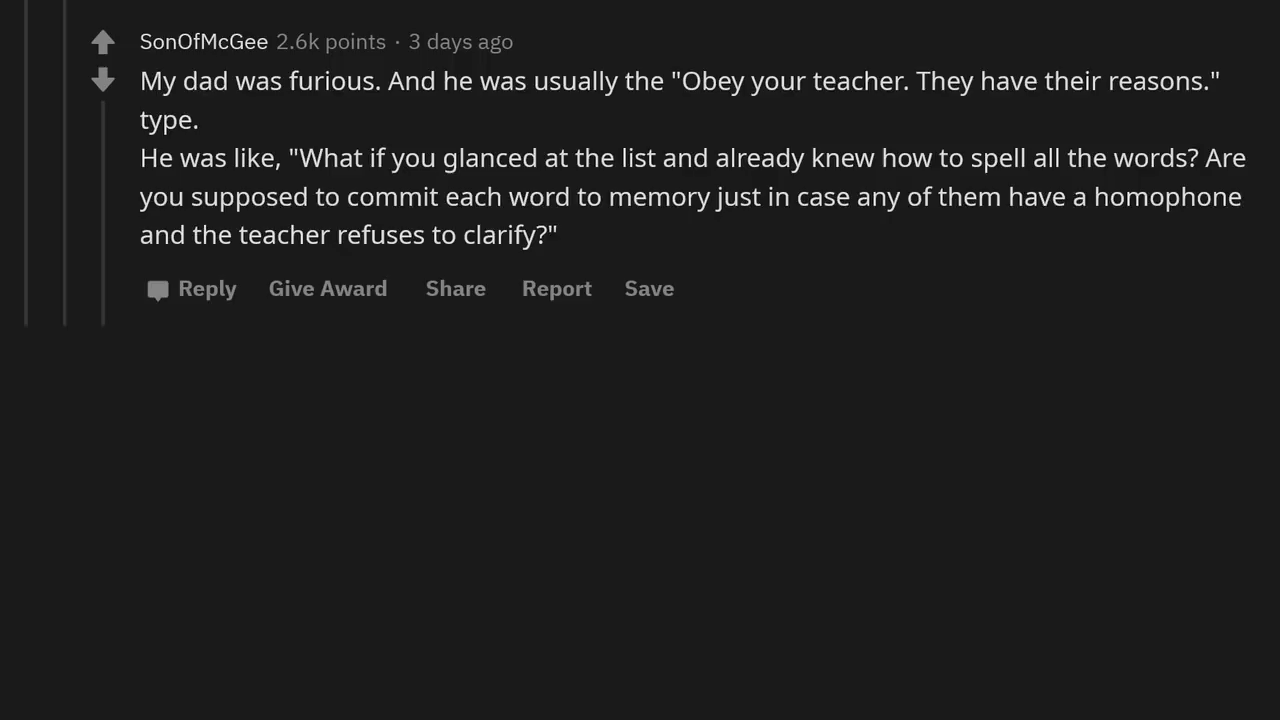 SonOfMcGee 2.6k points · 3 days ago
My dad was furious. And he was usually the "Obey your teacher. They have their reasons."
type.
He was like, "What if you glanced at the list and already knew how to spell all the words? Are
you supposed to commit each word to memory just in case any of them have a homophone
and the teacher refuses to clarify?"
Reply Give Award Share Report Save